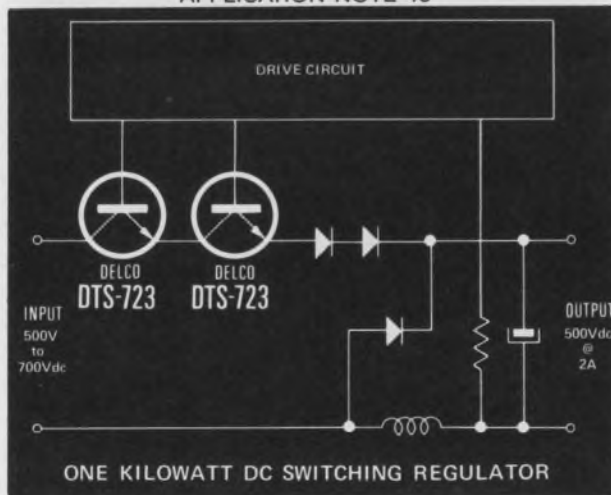 DRIVE CIRCUIT
DELCO
DTS-723
DELCO
DTS-723
INPUT
500V
to
700Vdc
OUTPUT
500Vdc
@
2A
ONE KILOWATT DC SWITCHING REGULATOR